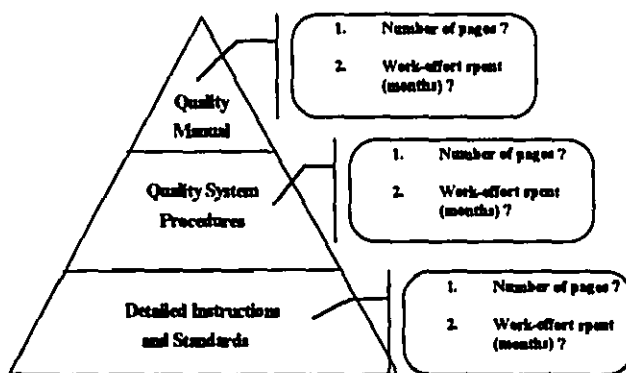 1. Number of pages ?
2. Work-effort spent
(months) ?
Quality
Manual
1. Number of pages ?
2. Work-effort spent
(months) ?
Quality System
Procedures
1. Number of pages ?
2. Work-effort spent
(months) ?
Detailed Instructions
and Standards